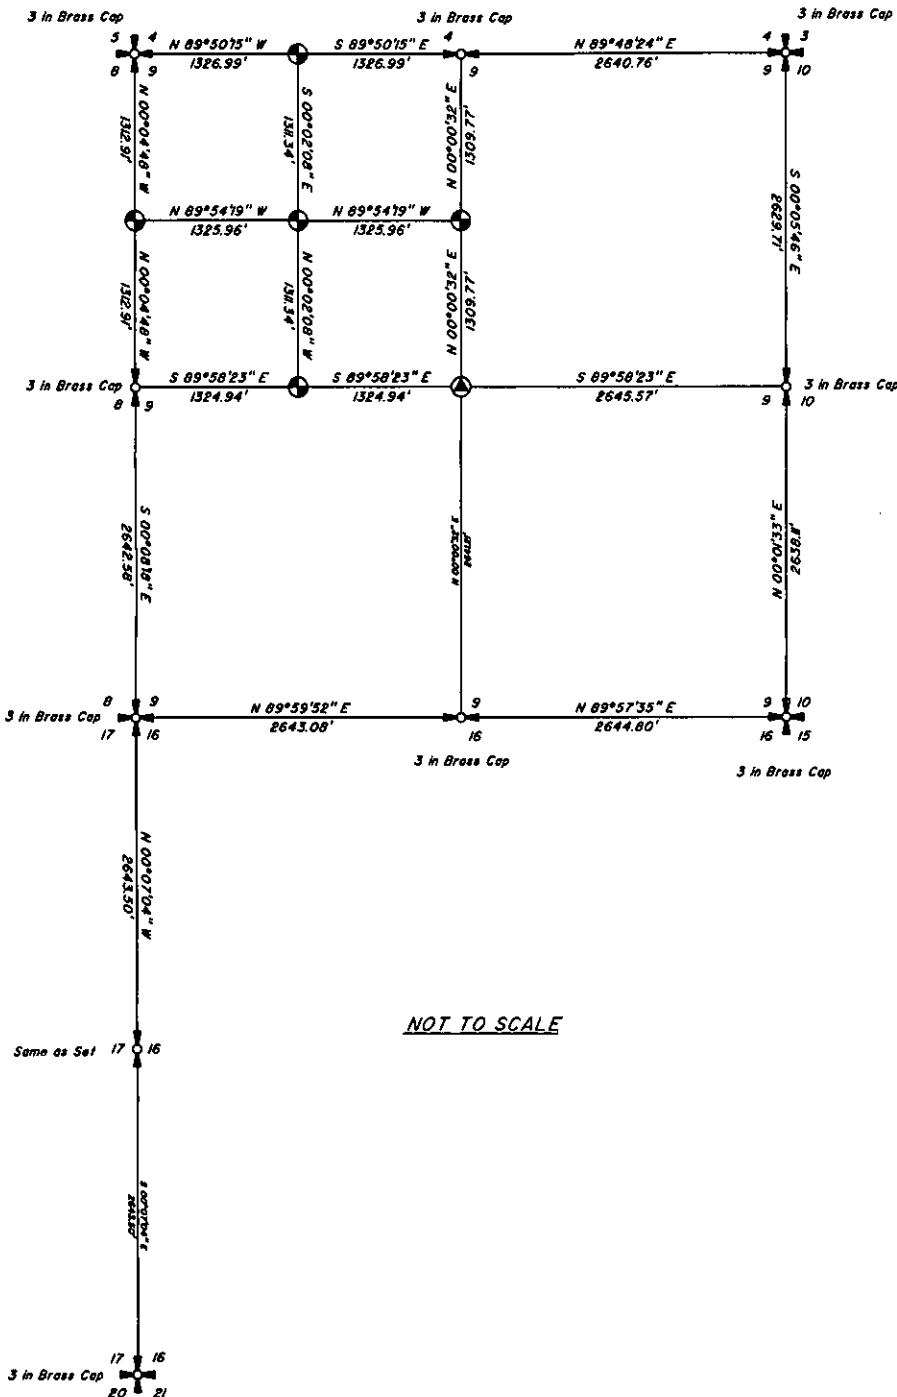 3 in Brass Cap
3 in Brass Cap
3 in Brass Cap
5 4
4
4 3
N 89°50'15" W
1326.99'
S 89°50'15" E
1326.99'
N 89°48'24" E
2640.76'
8 9
9
9 10
N 00°04'48" W
1312.91'
S 00°02'08" E
1311.34'
N 00°00'32" E
1309.77'
S 00°05'46" E
2629.71'
N 89°54'19" W
1325.96'
N 89°54'19" W
1325.96'
N 00°04'48" W
1312.91'
N 00°02'08" W
1311.34'
N 00°00'32" E
1309.77'
3 in Brass Cap
S 89°58'23" E
1324.94'
S 89°58'23" E
1324.94'
S 89°58'23" E
2645.57'
3 in Brass Cap
8 9
9 10
S 00°08'18" E
2642.58'
N 00°00'32" E
N 00°01'33" E
2638.11'
8 9
9
9 10
3 in Brass Cap
N 89°59'52" E
2643.08'
N 89°57'35" E
2644.80'
17 16
16
16 15
3 in Brass Cap
3 in Brass Cap
N 00°07'04" W
2643.50'
NOT TO SCALE
Same as Set
17 16
S 00°07'04" E
2643.50'
17 16
3 in Brass Cap
20 21